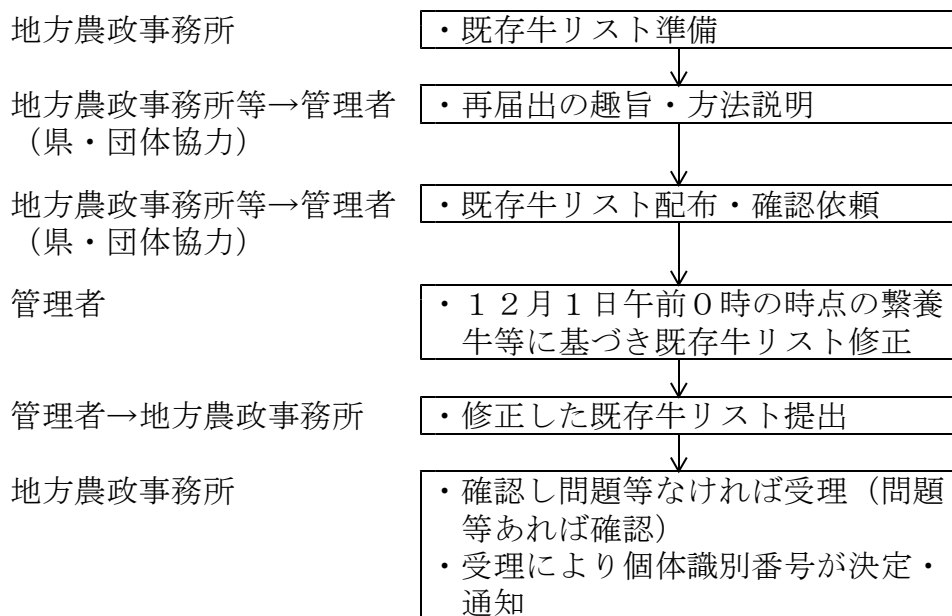 地方農政事務所
・既存牛リスト準備
地方農政事務所等→管理者
（県・団体協力）
・再届出の趣旨・方法説明
地方農政事務所等→管理者
（県・団体協力）
・既存牛リスト配布・確認依頼
管理者
・１２月１日午前０時の時点の繋養
牛等に基づき既存牛リスト修正
管理者→地方農政事務所
・修正した既存牛リスト提出
地方農政事務所
・確認し問題等なければ受理（問題
等あれば確認）
・受理により個体識別番号が決定・
通知